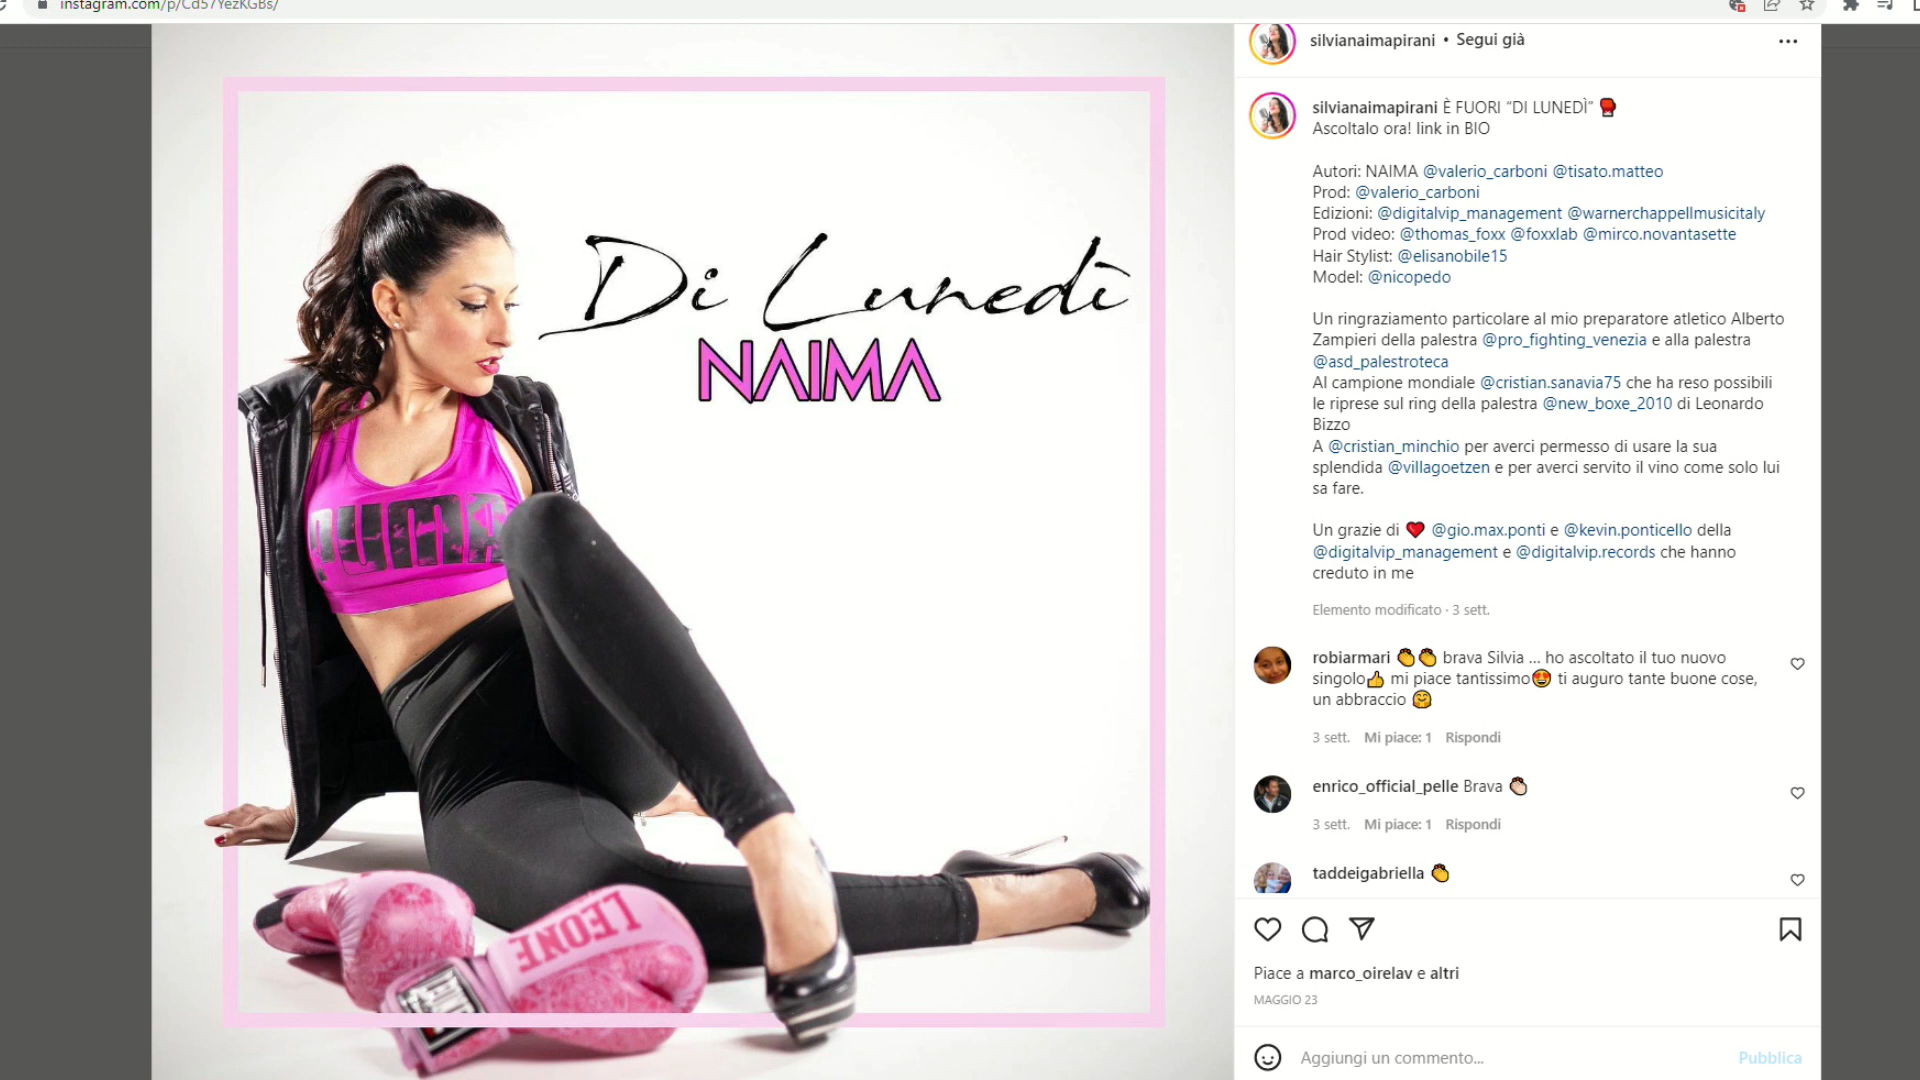 instagram.com/p/Cd57YezKGBs/
Di Lunedì
NAIMA
PUMA
LEONE
silvianaimapirani • Segui già
silvianaimapirani È FUORI “DI LUNEDÌ” 🥊
Ascoltalo ora! link in BIO
Autori: NAIMA @valerio_carboni @tisato.matteo
Prod: @valerio_carboni
Edizioni: @digitalvip_management @warnerchappellmusicitaly
Prod video: @thomas_foxx @foxxlab @mirco.novantasette
Hair Stylist: @elisanobile15
Model: @nicopedo
Un ringraziamento particolare al mio preparatore atletico Alberto
Zampieri della palestra @pro_fighting_venezia e alla palestra
@asd_palestroteca
Al campione mondiale @cristian.sanavia75 che ha reso possibili
le riprese sul ring della palestra @new_boxe_2010 di Leonardo
Bizzo
A @cristian_minchio per averci permesso di usare la sua
splendida @villagoetzen e per averci servito il vino come solo lui
sa fare.
Un grazie di ❤️ @gio.max.ponti e @kevin.ponticello della
@digitalvip_management e @digitalvip.records che hanno
creduto in me
Elemento modificato · 3 sett.
robiarmari 👏👏 brava Silvia ... ho ascoltato il tuo nuovo
singolo👍 mi piace tantissimo😍 ti auguro tante buone cose,
un abbraccio 🤗
3 sett. Mi piace: 1 Rispondi
enrico_official_pelle Brava 👏🏻
3 sett. Mi piace: 1 Rispondi
taddeigabriella 👏
Piace a marco_oirelav e altri
MAGGIO 23
Aggiungi un commento...
Pubblica